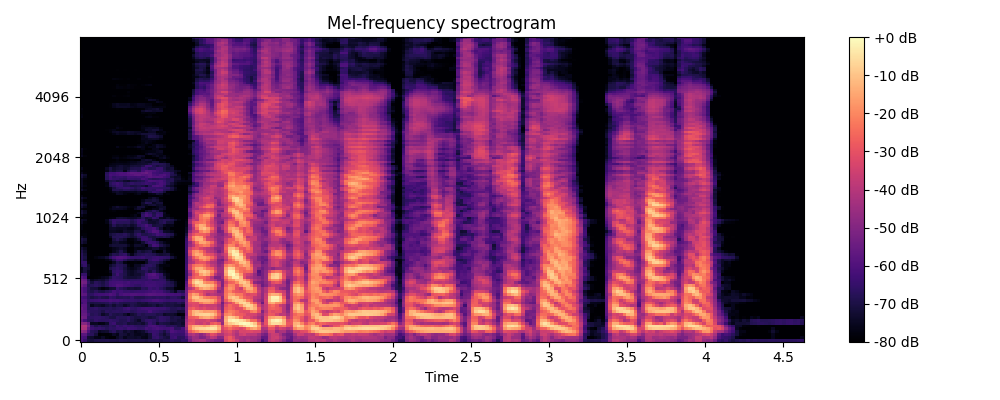 Mel-frequency spectrogram
+0 dB
-10 dB
-20 dB
-30 dB
-40 dB
-50 dB
-60 dB
-70 dB
-80 dB
4096
2048
1024
512
0
Hz
0 0.5 1 1.5 2 2.5 3 3.5 4 4.5
Time